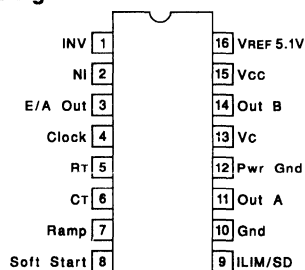 INV 1 16 VREF 5.1V
NI 2 15 VCC
E/A Out 3 14 Out B
Clock 4 13 VC
RT 5 12 Pwr Gnd
CT 6 11 Out A
Ramp 7 10 Gnd
Soft Start 8 9 ILIM/SD